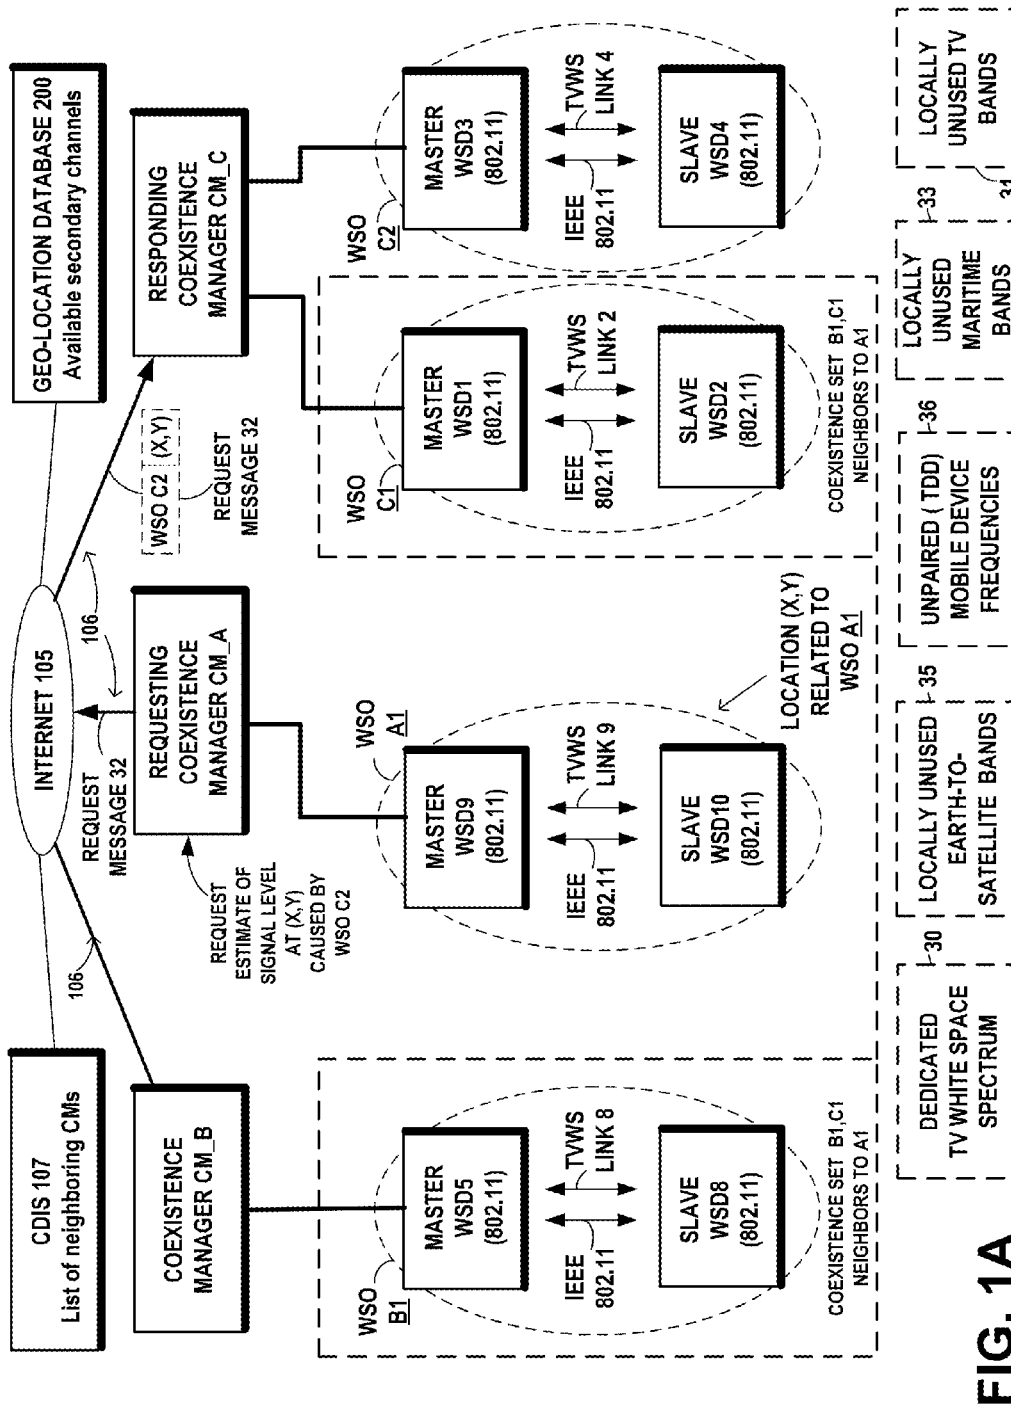 CDIS 107
List of neighboring CMs
INTERNET 105
GEO-LOCATION DATABASE 200
Available secondary channels
106
REQUEST
MESSAGE 32
106
WSO C2
(X,Y)
REQUEST
MESSAGE 32
COEXISTENCE
MANAGER CM_B
REQUESTING
COEXISTENCE
MANAGER CM_A
RESPONDING
COEXISTENCE
MANAGER CM_C
REQUEST
ESTIMATE OF
SIGNAL LEVEL
AT (X,Y)
CAUSED BY
WSO C2
WSO
B1
MASTER
WSD5
(802.11)
IEEE
802.11
TVWS
LINK 8
SLAVE
WSD8
(802.11)
COEXISTENCE SET B1,C1
NEIGHBORS TO A1
WSO
A1
MASTER
WSD9
(802.11)
IEEE
802.11
TVWS
LINK 9
SLAVE
WSD10
(802.11)
LOCATION (X,Y)
RELATED TO
WSO A1
WSO
C1
MASTER
WSD1
(802.11)
IEEE
802.11
TVWS
LINK 2
SLAVE
WSD2
(802.11)
COEXISTENCE SET B1,C1
NEIGHBORS TO A1
WSO
C2
MASTER
WSD3
(802.11)
IEEE
802.11
TVWS
LINK 4
SLAVE
WSD4
(802.11)
DEDICATED
TV WHITE SPACE
SPECTRUM
30
LOCALLY UNUSED
EARTH-TO-
SATELLITE BANDS
35
UNPAIRED (TDD)
MOBILE DEVICE
FREQUENCIES
36
LOCALLY
UNUSED
MARITIME
BANDS
33
LOCALLY
UNUSED TV
BANDS
31
FIG. 1A